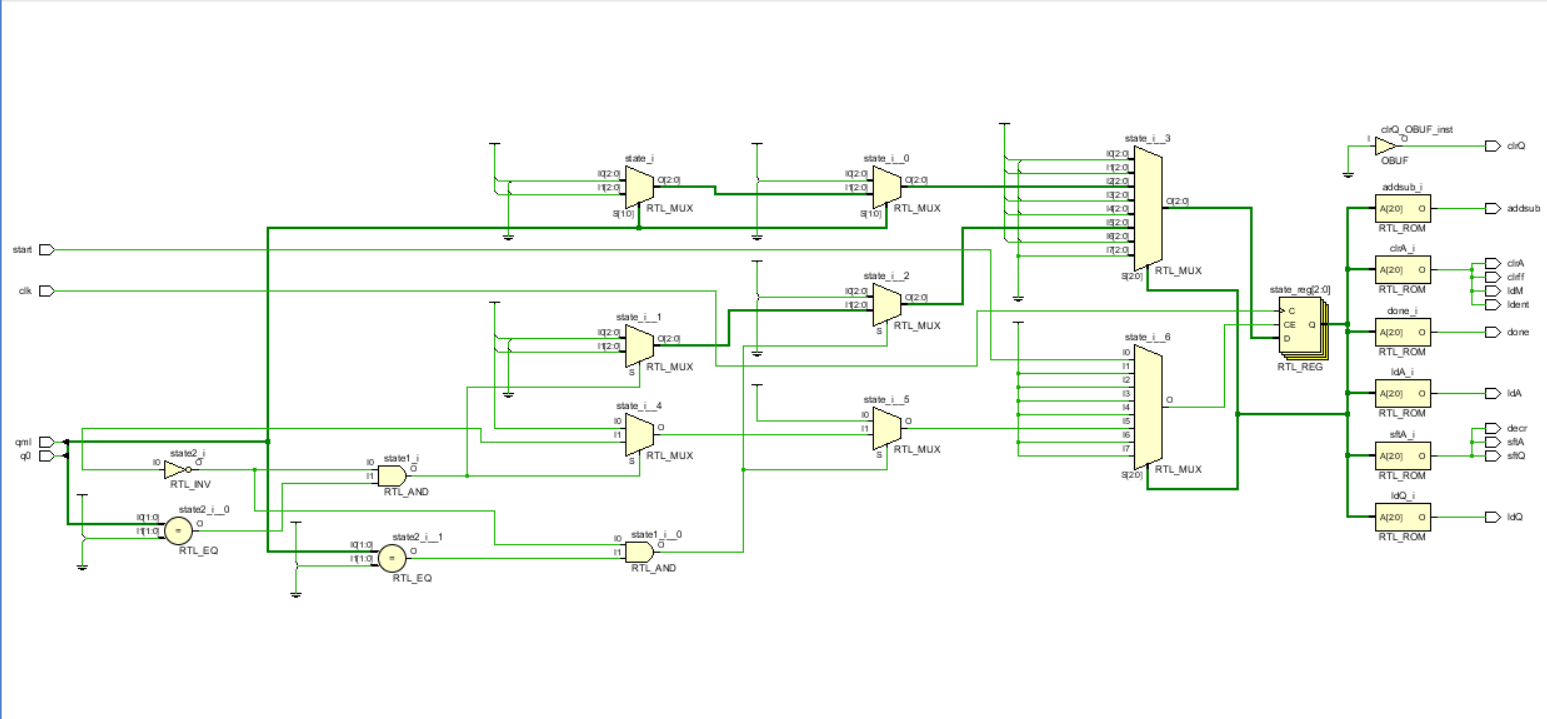 clrQ_OBUF_inst
I
O
clrQ
OBUF
state_i__3
state_i
state_i__0
I0[2:0]
I1[2:0]
I2[2:0]
I3[2:0]
I4[2:0]
I5[2:0]
I6[2:0]
I7[2:0]
O[2:0]
S[2:0]
RTL_MUX
I0[2:0]
I1[2:0]
O[2:0]
S[1:0]
RTL_MUX
I0[2:0]
I1[2:0]
O[2:0]
S[1:0]
RTL_MUX
addsub_i
A[2:0]
O
addsub
RTL_ROM
start
clrA_i
A[2:0]
O
clrA
clrff
ldM
ldcnt
RTL_ROM
clk
state_i__2
I0[2:0]
I1[2:0]
O[2:0]
S
RTL_MUX
state_reg[2:0]
C
CE
Q
D
RTL_REG
done_i
A[2:0]
O
done
RTL_ROM
state_i__1
I0[2:0]
I1[2:0]
O[2:0]
S
RTL_MUX
state_i__6
I0
I1
I2
I3
I4
I5
I6
I7
O
S[2:0]
RTL_MUX
ldA_i
A[2:0]
O
ldA
RTL_ROM
state_i__4
I0
I1
O
S
RTL_MUX
state_i__5
I0
I1
O
S
RTL_MUX
sftA_i
A[2:0]
O
decr
sftA
sftQ
RTL_ROM
qm1
q0
state2_i
I0
O
RTL_INV
state1_i
I0
I1
O
RTL_AND
state2_i__0
I0[1:0]
I1[1:0]
=
O
RTL_EQ
ldQ_i
A[2:0]
O
ldQ
RTL_ROM
state2_i__1
I0[1:0]
I1[1:0]
=
O
RTL_EQ
state1_i__0
I0
I1
O
RTL_AND